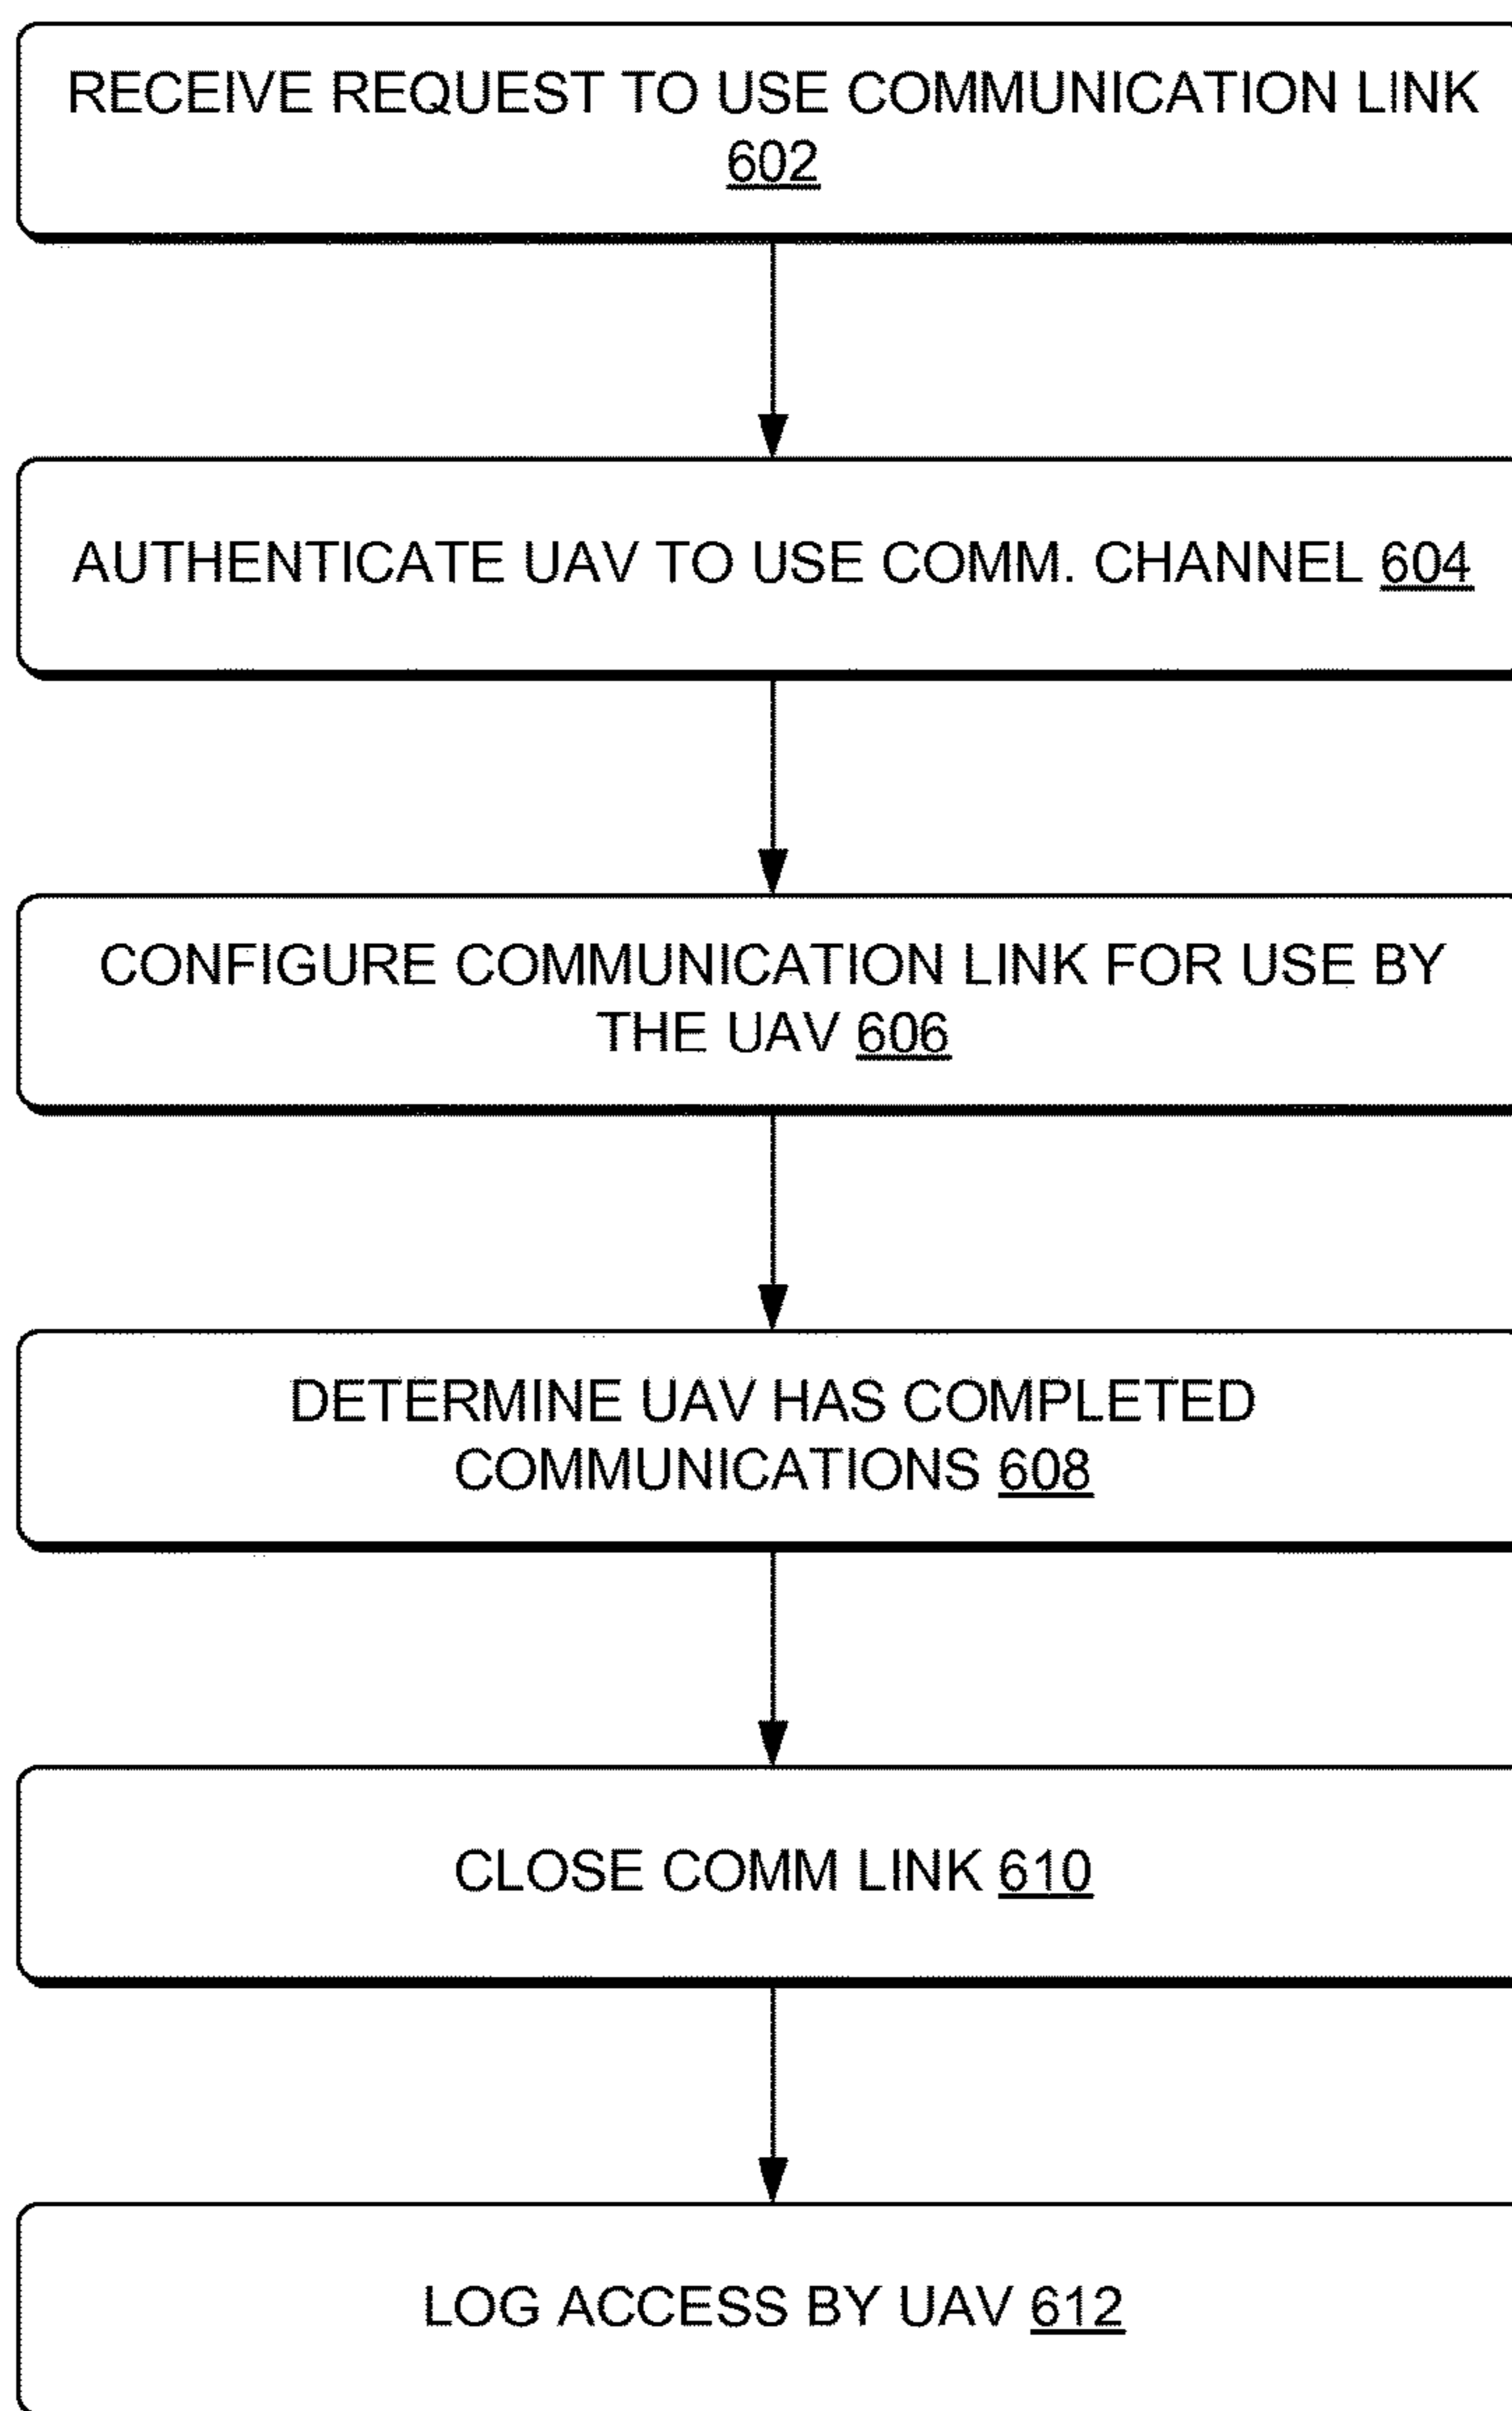 RECEIVE REQUEST TO USE COMMUNICATION LINK
602
AUTHENTICATE UAV TO USE COMM. CHANNEL 604
CONFIGURE COMMUNICATION LINK FOR USE BY
THE UAV 606
DETERMINE UAV HAS COMPLETED
COMMUNICATIONS 608
CLOSE COMM LINK 610
LOG ACCESS BY UAV 612